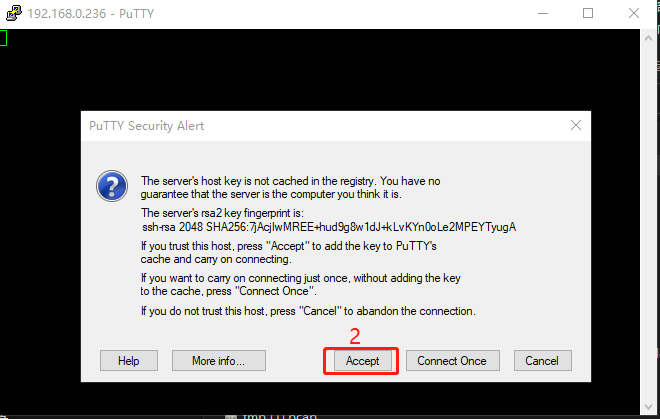 192.168.0.236 - PuTTY
PuTTY Security Alert
The server's host key is not cached in the registry. You have no
guarantee that the server is the computer you think it is.
The server's rsa2 key fingerprint is:
ssh-rsa 2048 SHA256:7jAcjIwMREE+hud9g8w1dJ+kLvKYn0oLe2MPEYTyugA
If you trust this host, press "Accept" to add the key to PuTTY's
cache and carry on connecting.
If you want to carry on connecting just once, without adding the key
to the cache, press "Connect Once".
If you do not trust this host, press "Cancel" to abandon the connection.
2
Help More info... Accept Connect Once Cancel